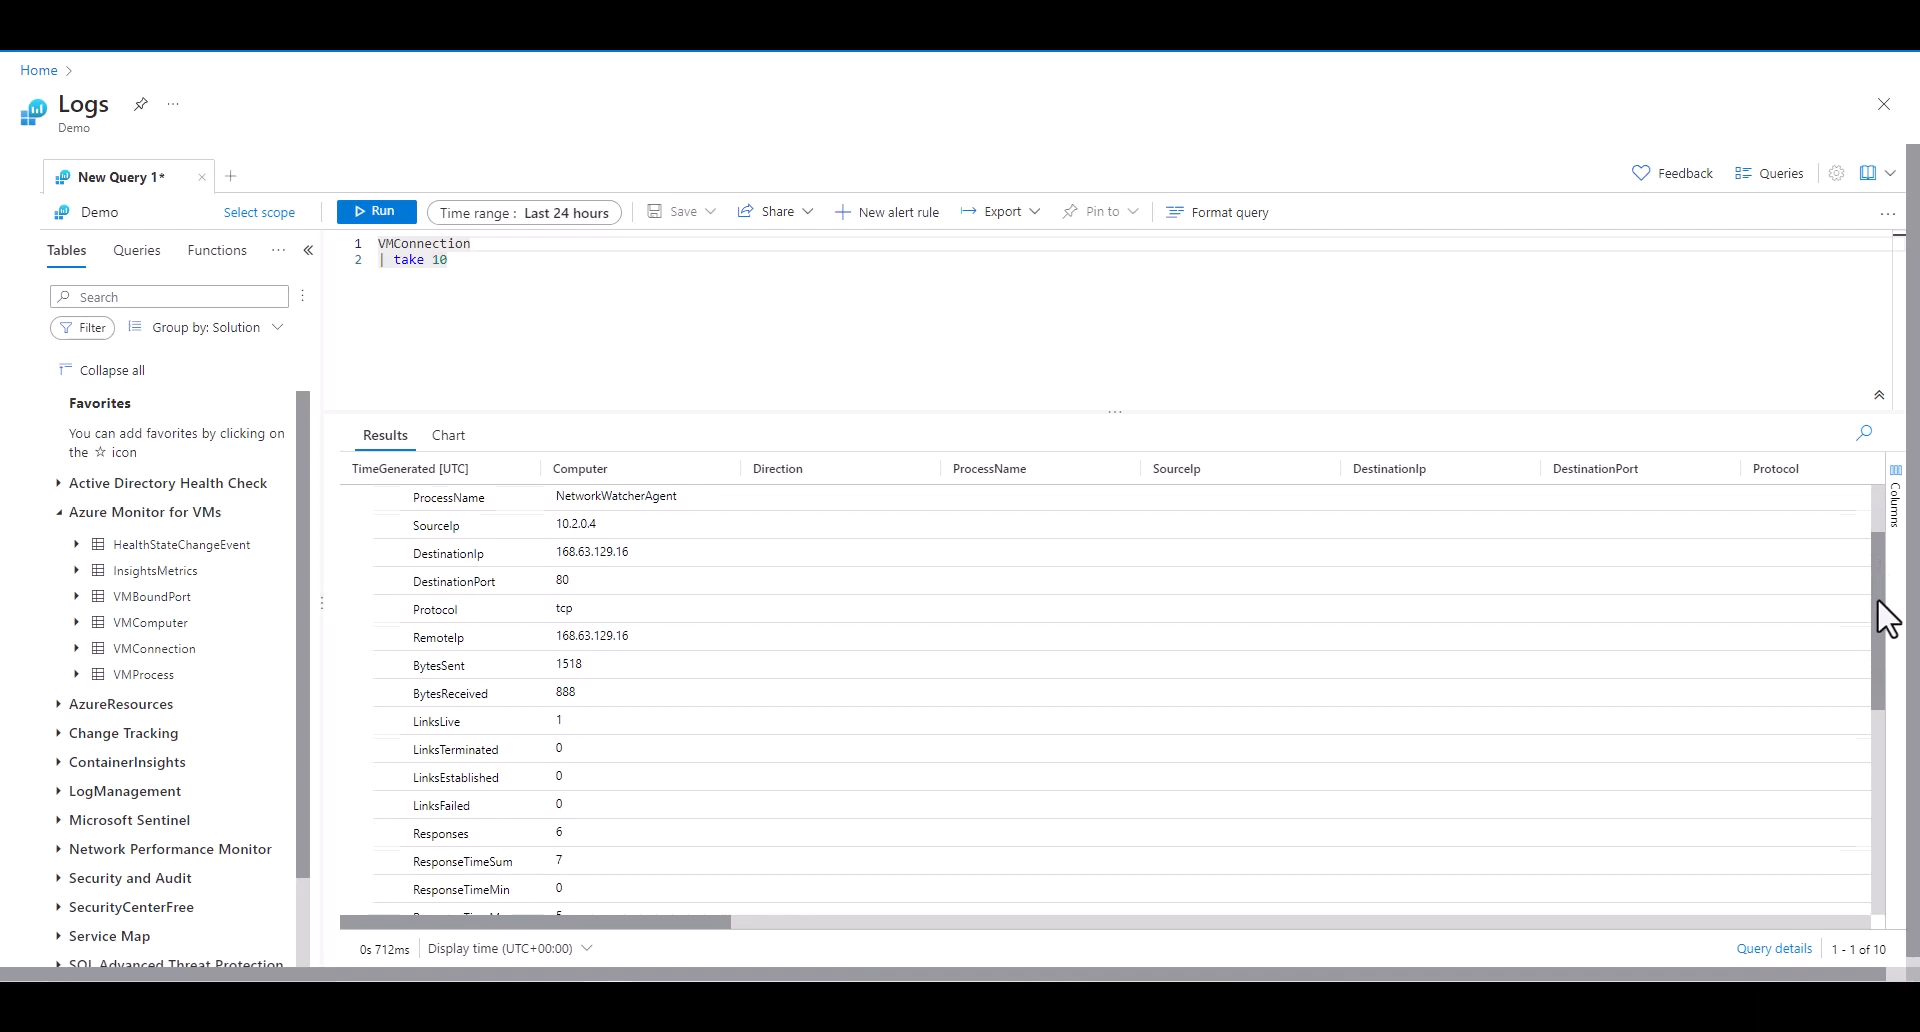 Home
Logs
Demo
New Query 1*
Feedback
Queries
Demo
Select scope
Run
Time range : Last 24 hours
Save
Share
New alert rule
Export
Pin to
Format query
Tables
Queries
Functions
1 VMConnection
2 | take 10
Search
Filter
Group by: Solution
Collapse all
Favorites
You can add favorites by clicking on
the ☆ icon
Active Directory Health Check
Azure Monitor for VMs
HealthStateChangeEvent
InsightsMetrics
VMBoundPort
VMComputer
VMConnection
VMProcess
AzureResources
Change Tracking
ContainerInsights
LogManagement
Microsoft Sentinel
Network Performance Monitor
Security and Audit
SecurityCenterFree
Service Map
SQL Advanced Threat Protection
Results
Chart
TimeGenerated [UTC]
Computer
Direction
ProcessName
SourceIp
DestinationIp
DestinationPort
Protocol
Columns
ProcessName NetworkWatcherAgent
SourceIp 10.2.0.4
DestinationIp 168.63.129.16
DestinationPort 80
Protocol tcp
RemoteIp 168.63.129.16
BytesSent 1518
BytesReceived 888
LinksLive 1
LinksTerminated 0
LinksEstablished 0
LinksFailed 0
Responses 6
ResponseTimeSum 7
ResponseTimeMin 0
0s 712ms
Display time (UTC+00:00)
Query details
1 - 1 of 10